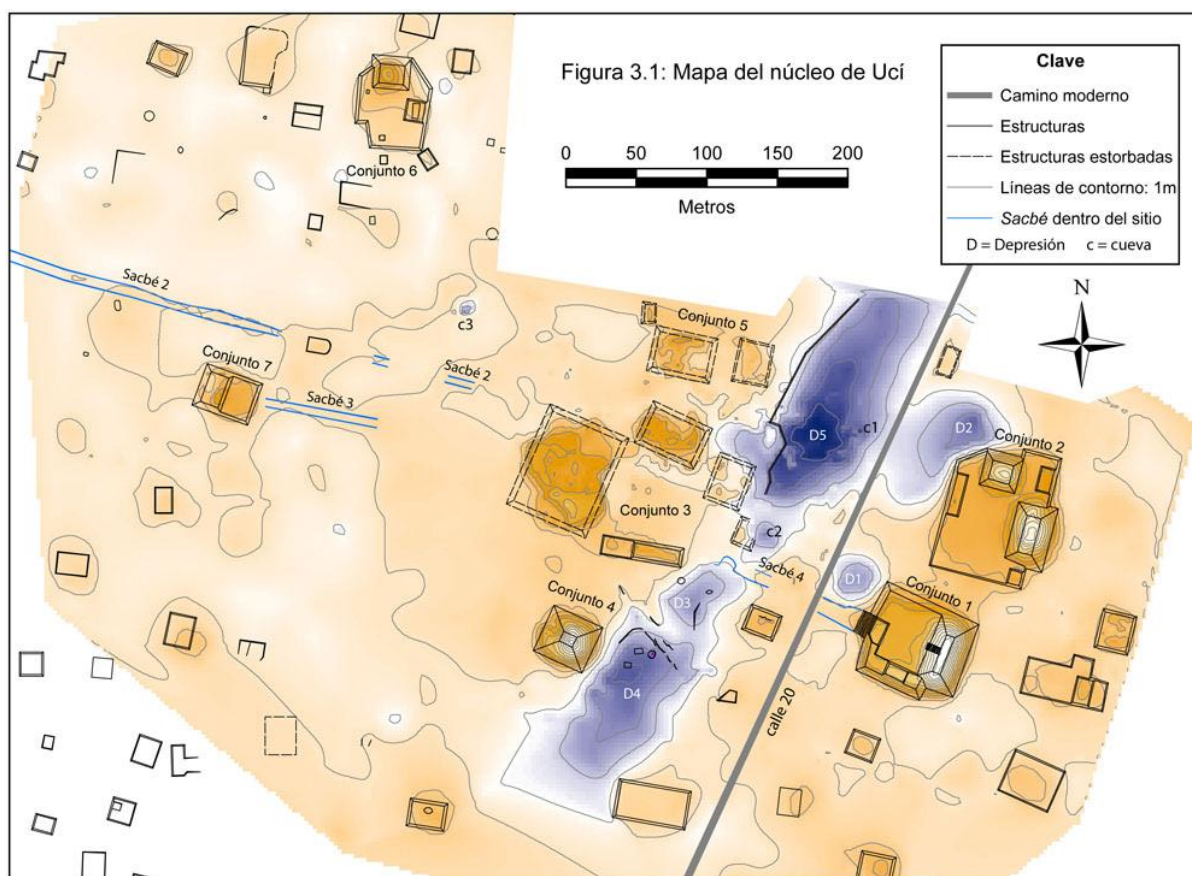 Figura 3.1: Mapa del núcleo de Ucí
0 50 100 150 200
Metros
Clave
Camino moderno
Estructuras
Estructuras estorbadas
Líneas de contorno: 1m
Sacbé dentro del sitio
D = Depresión c = cueva
N
Conjunto 6
Sacbé 2
c3
Conjunto 5
Conjunto 7
Sacbé 2
Sacbé 3
D5
c1
D2
Conjunto 2
Conjunto 3
c2
Sacbé 4
D1
Conjunto 1
Conjunto 4
D3
D4
calle 20